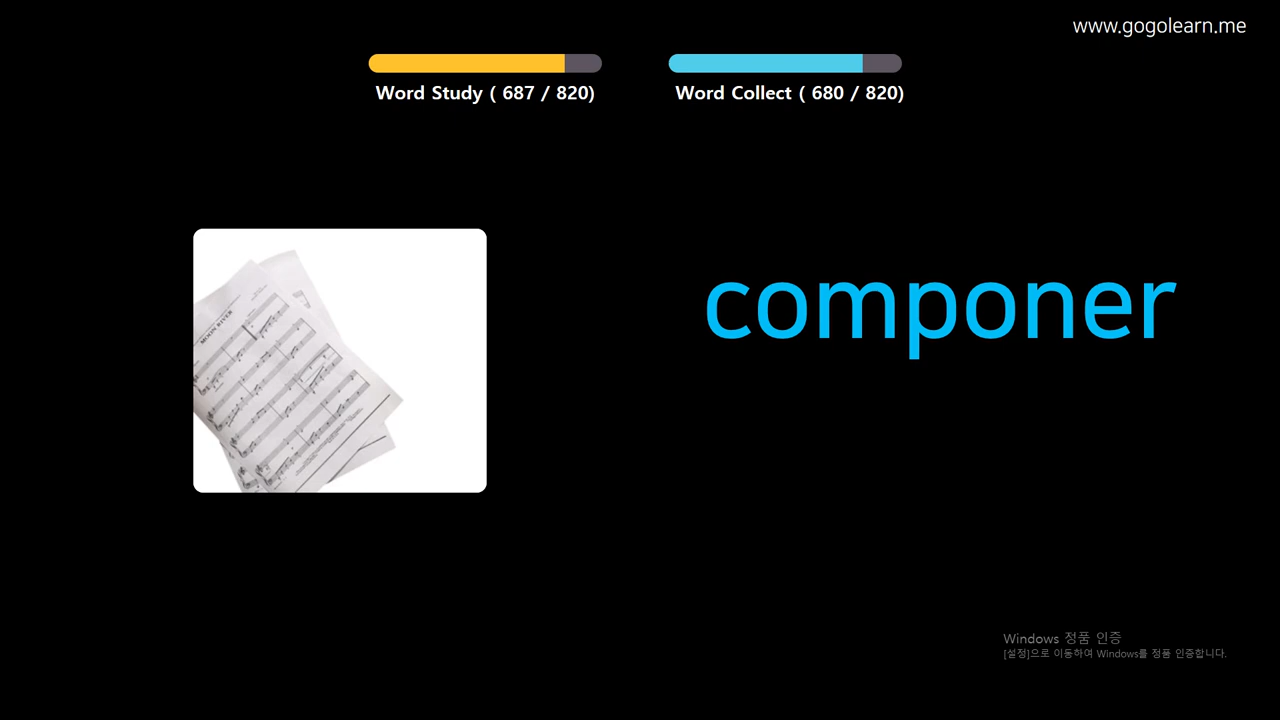 www.gogolearn.me
Word Study ( 687 / 820)
Word Collect ( 680 / 820)
MOON RIVER
componer
Windows 정품 인증
[설정]으로 이동하여 Windows를 정품 인증합니다.